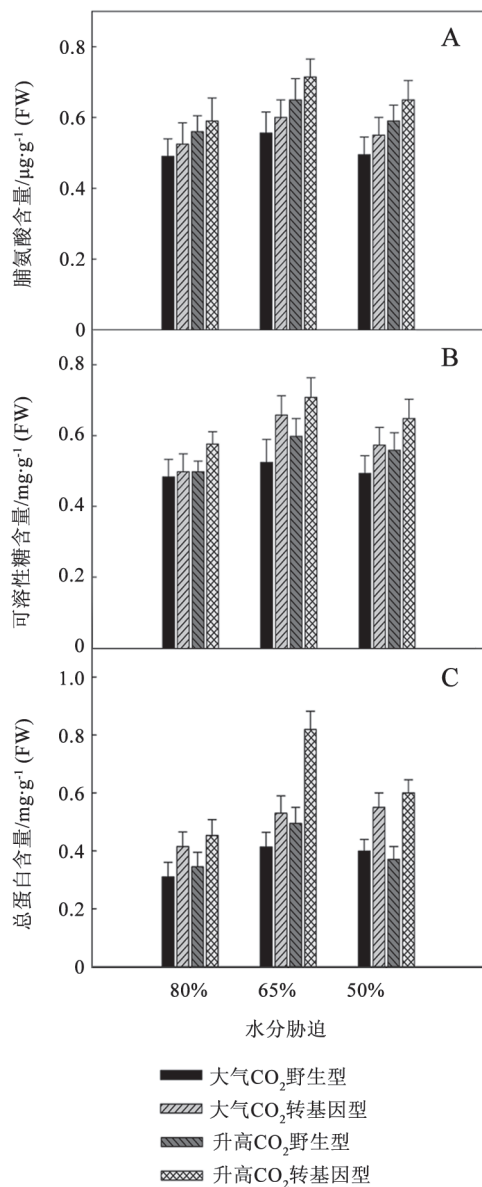 A
脯氨酸含量/μg·g⁻¹ (FW)
0.8
0.6
0.4
0.2
0
B
可溶性糖含量/mg·g⁻¹ (FW)
0.8
0.6
0.4
0.2
0
C
总蛋白含量/mg·g⁻¹ (FW)
1.0
0.8
0.6
0.4
0.2
0
80% 65% 50%
水分胁迫
大气CO₂野生型
大气CO₂转基因型
升高CO₂野生型
升高CO₂转基因型